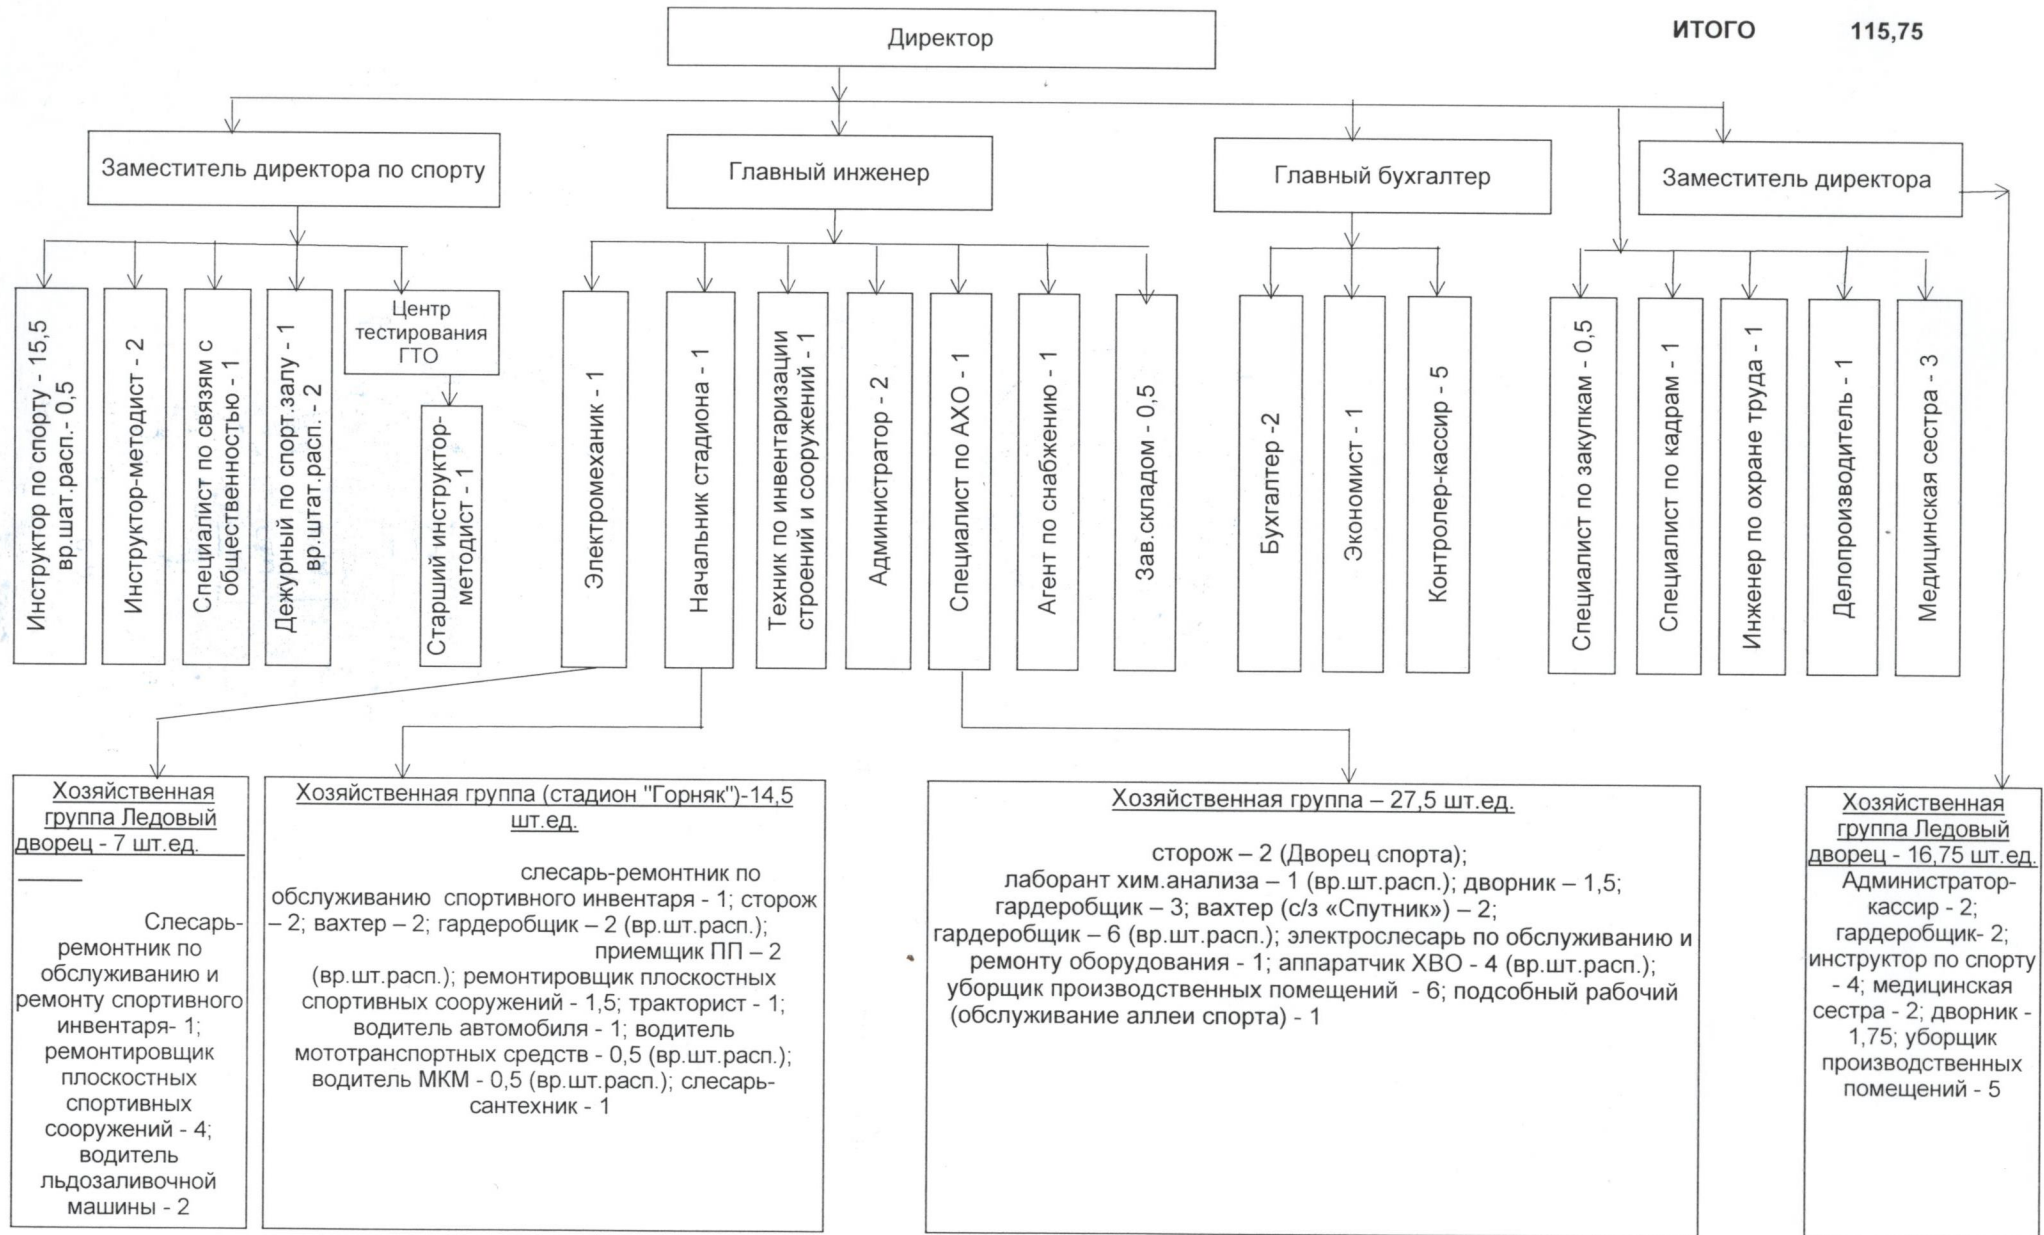 Директор
ИТОГО 115,75
Заместитель директора по спорту
Главный инженер
Главный бухгалтер
Заместитель директора
Инструктор по спорту - 15,5
вр.шат.расп.- 0,5
Инструктор-методист - 2
Специалист по связям с
общественностью - 1
Дежурный по спорт.залу - 1
вр.штат.расп. - 2
Центр
тестирования
ГТО
Старший инструктор-
методист - 1
Электромеханик - 1
Начальник стадиона - 1
Техник по инвентаризации
строений и сооружений - 1
Администратор - 2
Специалист по АХО - 1
Агент по снабжению - 1
Зав.складом - 0,5
Бухгалтер -2
Экономист - 1
Контролер-кассир - 5
Специалист по закупкам - 0,5
Специалист по кадрам - 1
Инженер по охране труда - 1
Делопроизводитель - 1
Медицинская сестра - 3
Хозяйственная
группа Ледовый
дворец - 7 шт.ед.
Слесарь-
ремонтник по
обслуживанию и
ремонту спортивного
инвентаря- 1;
ремонтировщик
плоскостных
спортивных
сооружений - 4;
водитель
льдозаливочной
машины - 2
Хозяйственная группа (стадион "Горняк")-14,5
шт.ед.
слесарь-ремонтник по
обслуживанию спортивного инвентаря - 1; сторож
– 2; вахтер – 2; гардеробщик – 2 (вр.шт.расп.);
приемщик ПП – 2
(вр.шт.расп.); ремонтировщик плоскостных
спортивных сооружений - 1,5; тракторист - 1;
водитель автомобиля - 1; водитель
мототранспортных средств - 0,5 (вр.шт.расп.);
водитель МКМ - 0,5 (вр.шт.расп.); слесарь-
сантехник - 1
Хозяйственная группа – 27,5 шт.ед.
сторож – 2 (Дворец спорта);
лаборант хим.анализа – 1 (вр.шт.расп.); дворник – 1,5;
гардеробщик – 3; вахтер (с/з «Спутник») – 2;
гардеробщик – 6 (вр.шт.расп.); электрослесарь по обслуживанию и
ремонту оборудования - 1; аппаратчик ХВО - 4 (вр.шт.расп.);
уборщик производственных помещений - 6; подсобный рабочий
(обслуживание аллеи спорта) - 1
Хозяйственная
группа Ледовый
дворец - 16,75 шт.ед.
Администратор-
кассир - 2;
гардеробщик- 2;
инструктор по спорту
- 4; медицинская
сестра - 2; дворник -
1,75; уборщик
производственных
помещений - 5